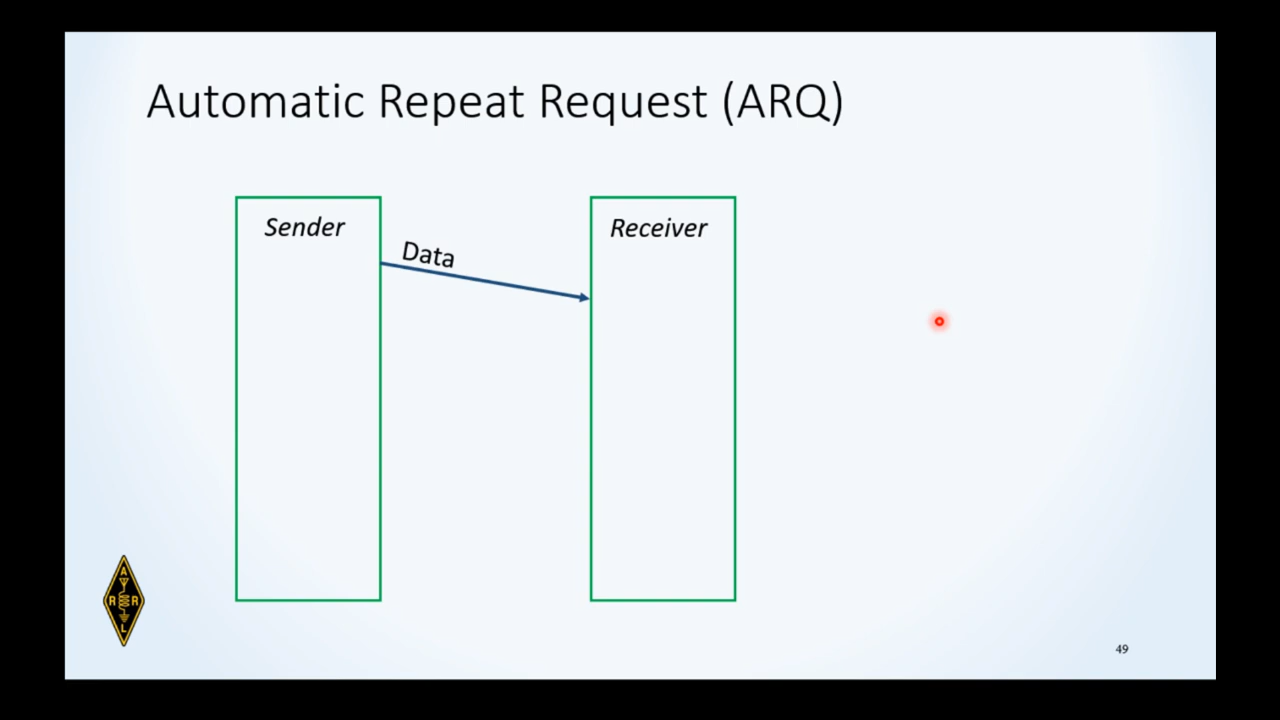 Automatic Repeat Request (ARQ)
Sender
Data
Receiver
A
R R
L
49